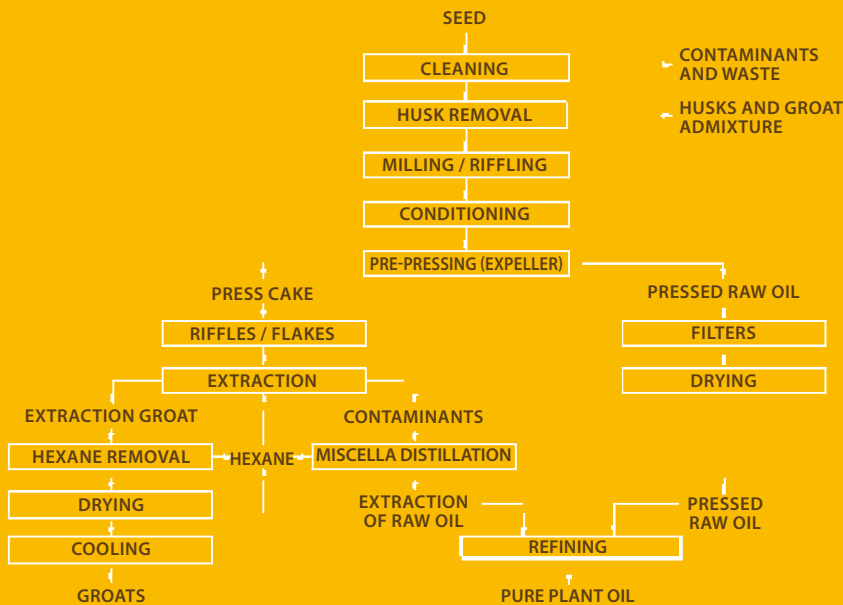 SEED
CLEANING
CONTAMINANTS
AND WASTE
HUSK REMOVAL
HUSKS AND GROAT
ADMIXTURE
MILLING / RIFFLING
CONDITIONING
PRE-PRESSING (EXPELLER)
PRESS CAKE
PRESSED RAW OIL
RIFFLES / FLAKES
FILTERS
EXTRACTION
DRYING
EXTRACTION GROAT
CONTAMINANTS
HEXANE REMOVAL
HEXANE
MISCELLA DISTILLATION
DRYING
EXTRACTION
OF RAW OIL
PRESSED
RAW OIL
COOLING
REFINING
GROATS
PURE PLANT OIL